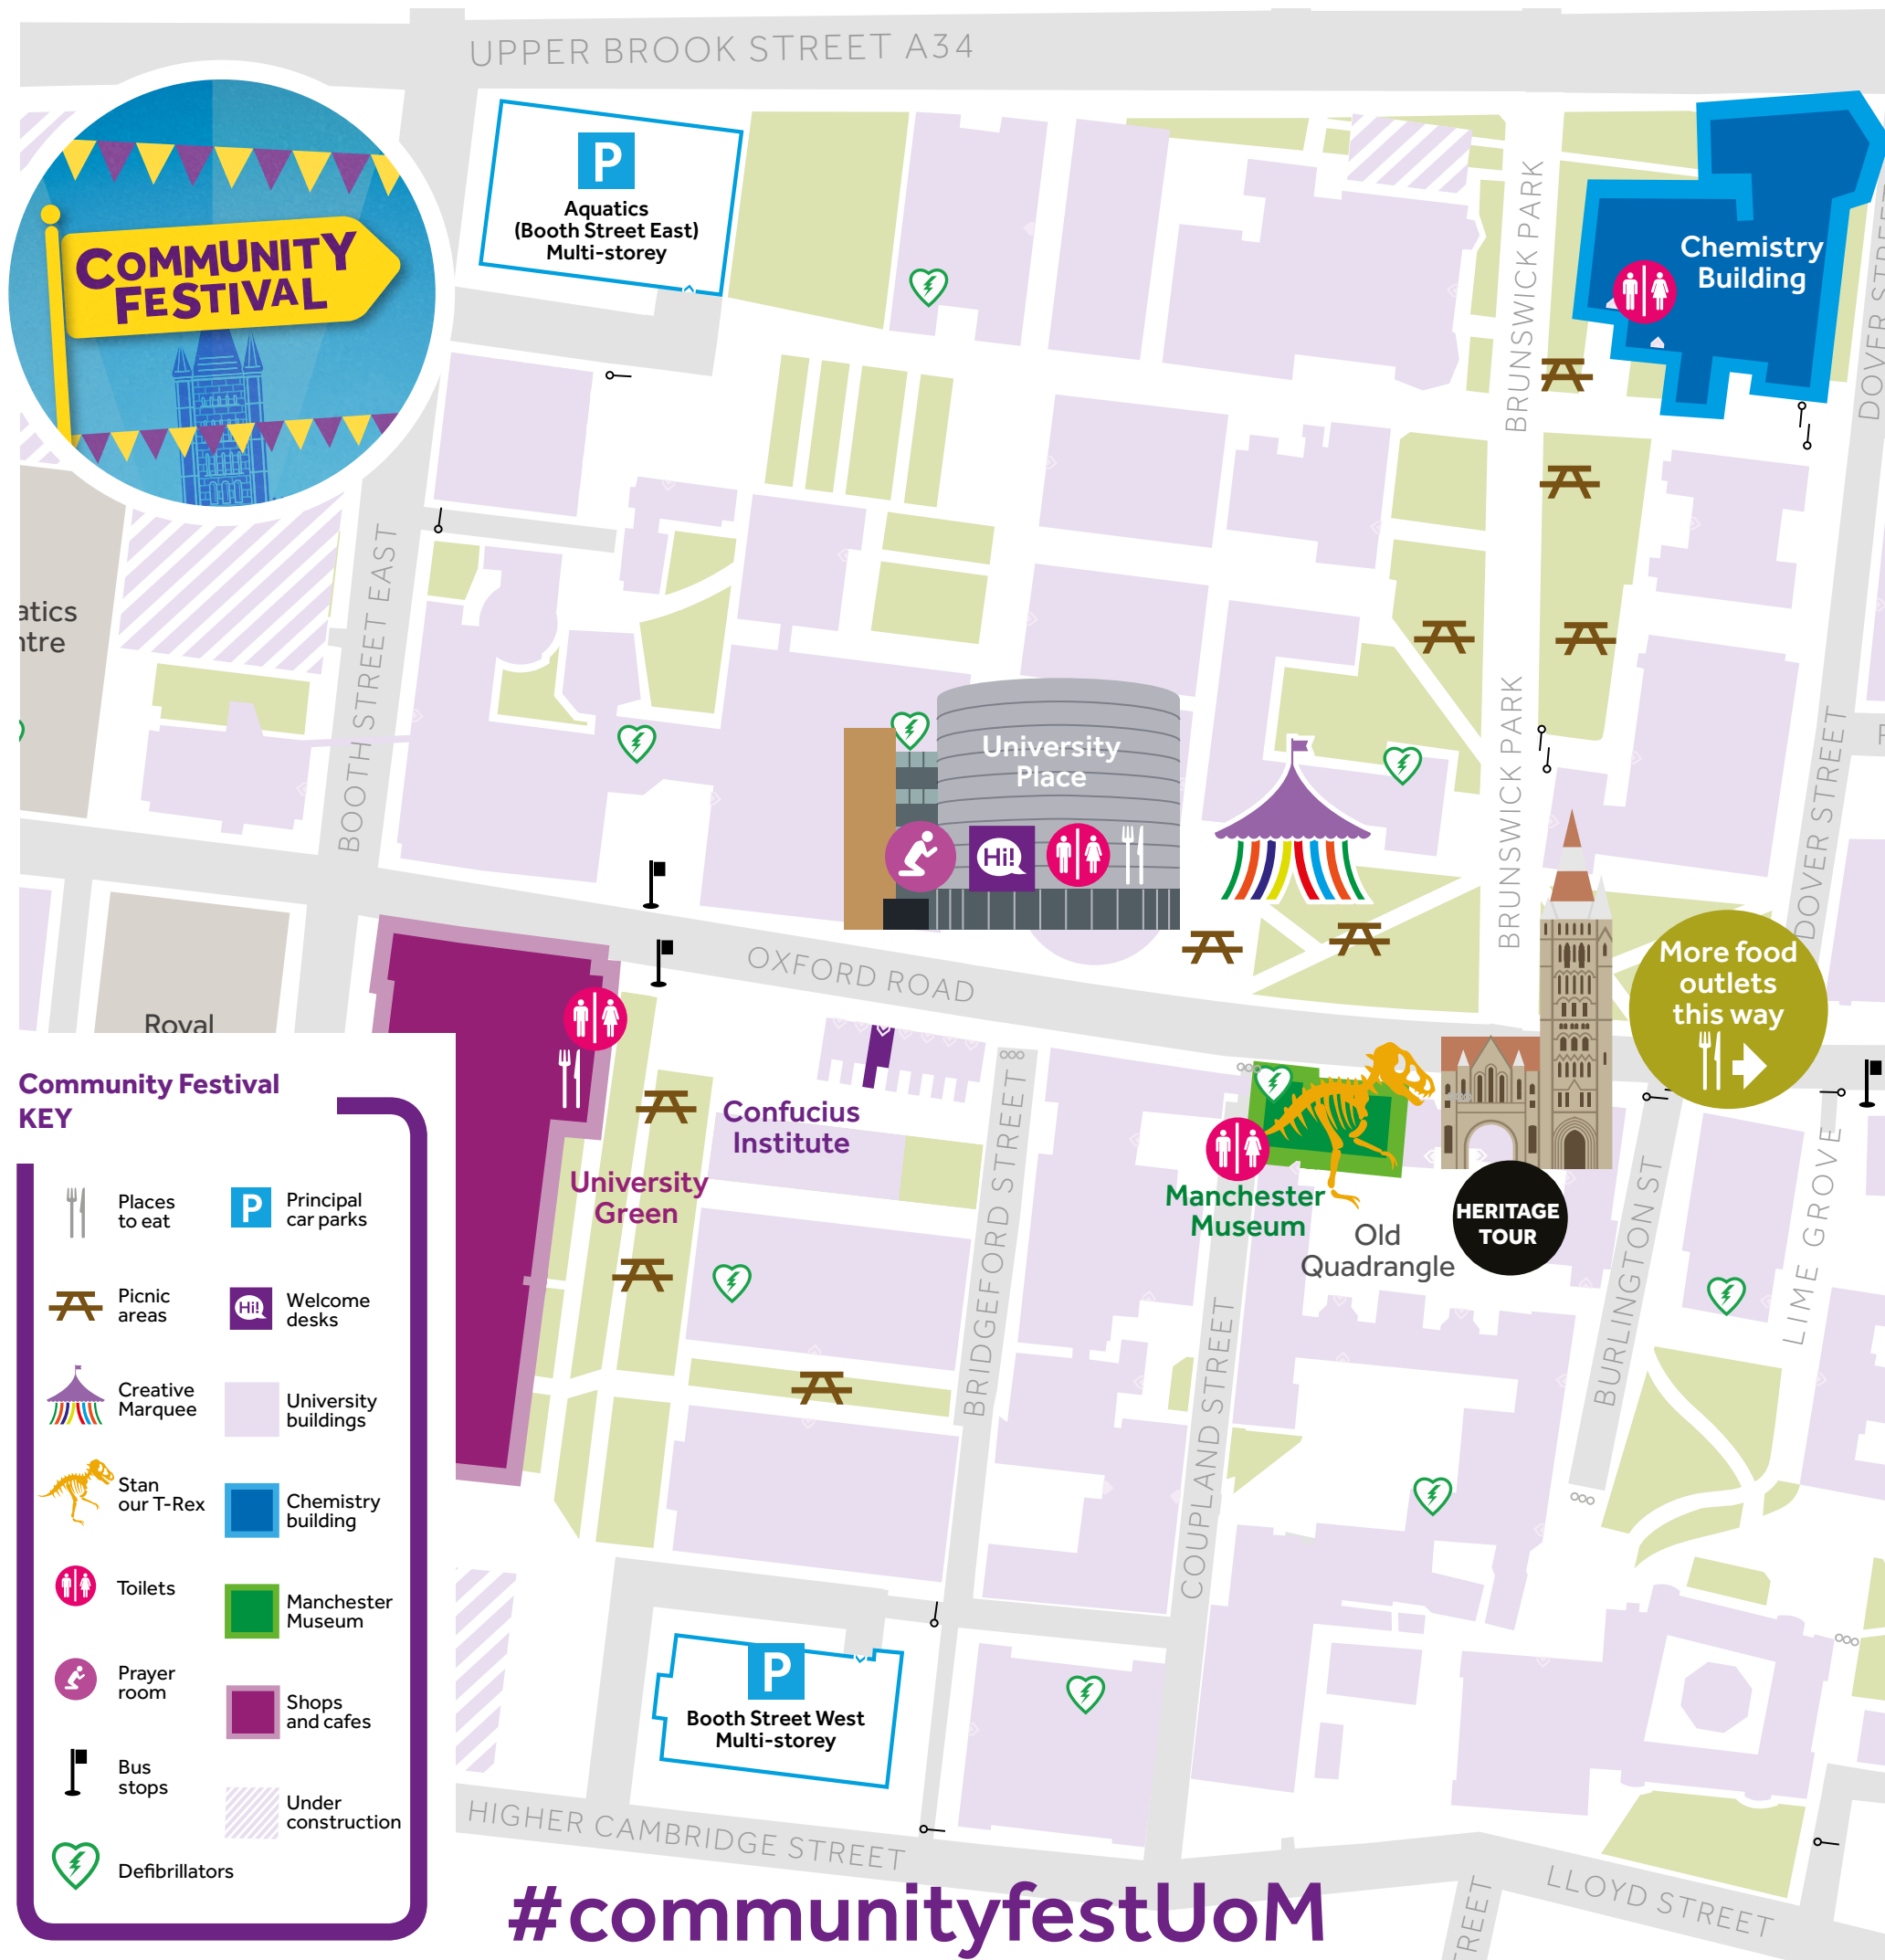 UPPER BROOK STREET A34
COMMUNITY
FESTIVAL
P
Aquatics
(Booth Street East)
Multi-storey
BRUNSWICK PARK
Chemistry
Building
DOVER STREET
BOOTH STREET EAST
atics
ntre
University
Place
Hi!
BRUNSWICK PARK
BRUNSWICK PARK
DOVER STREET
OXFORD ROAD
More food
outlets
this way
Royal
Confucius
Institute
University
Green
BRIDGEFORD STREET
Manchester
Museum
Old
Quadrangle
HERITAGE
TOUR
BURLINGTON ST
LIME GROVE
COUPLAND STREET
P
Booth Street West
Multi-storey
HIGHER CAMBRIDGE STREET
LLOYD STREET
REET
Community Festival
KEY
Places
to eat
P
Principal
car parks
Picnic
areas
Hi!
Welcome
desks
Creative
Marquee
University
buildings
Stan
our T-Rex
Chemistry
building
Toilets
Manchester
Museum
Prayer
room
Shops
and cafes
Bus
stops
Under
construction
Defibrillators
#communityfestUoM